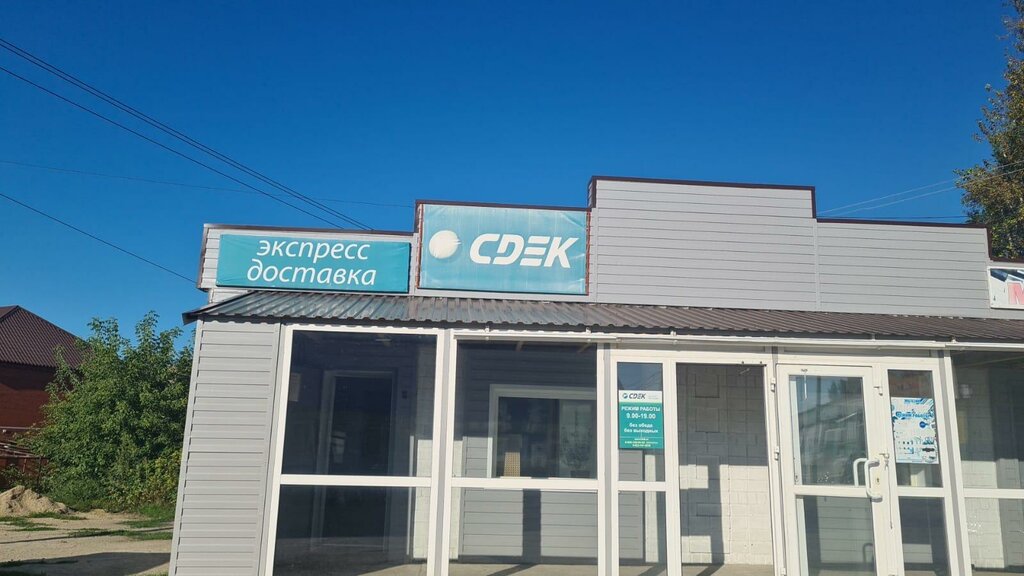 экспресс
доставка
CDEK
CDEK
РЕЖИМ РАБОТЫ
9.00-19.00
без обеда
без выходных